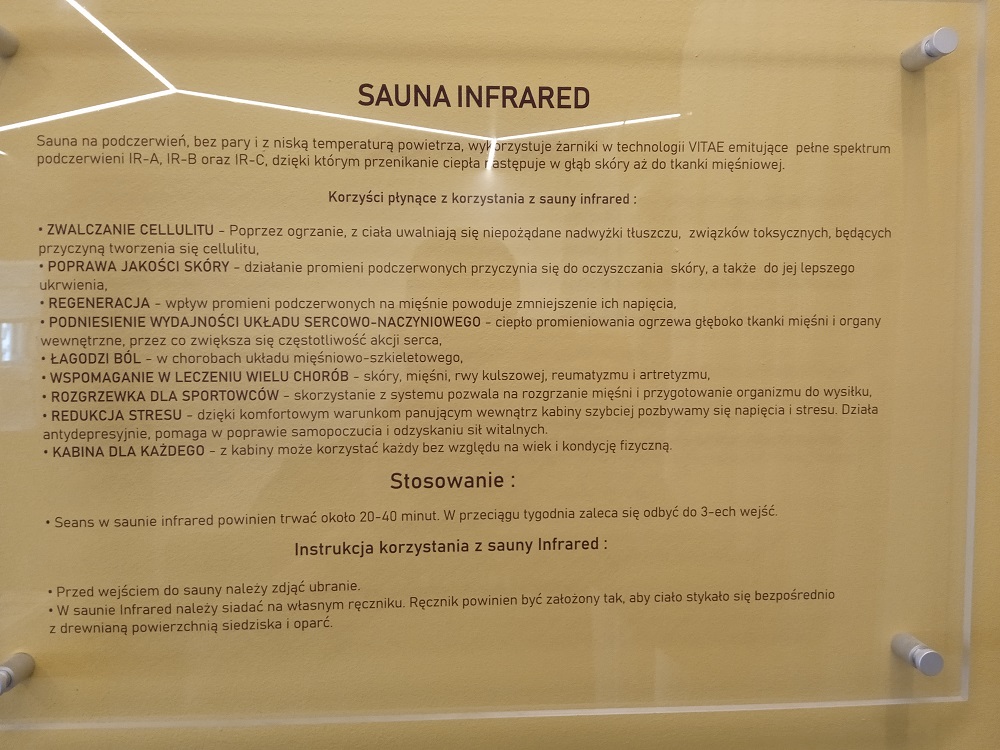 SAUNA INFRARED
Sauna na podczerwień, bez pary i z niską temperaturą powietrza, wykorzystuje żarniki w technologii VITAE emitujące pełne spektrum
podczerwieni IR-A, IR-B oraz IR-C, dzięki którym przenikanie ciepła następuje w głąb skóry aż do tkanki mięśniowej.
Korzyści płynące z korzystania z sauny infrared :
• ZWALCZANIE CELLULITU - Poprzez ogrzanie, z ciała uwalniają się niepożądane nadwyżki tłuszczu, związków toksycznych, będących
przyczyną tworzenia się cellulitu,
• POPRAWA JAKOŚCI SKÓRY - działanie promieni podczerwonych przyczynia się do oczyszczania skóry, a także do jej lepszego
ukrwienia,
• REGENERACJA - wpływ promieni podczerwonych na mięśnie powoduje zmniejszenie ich napięcia,
• PODNIESIENIE WYDAJNOŚCI UKŁADU SERCOWO-NACZYNIOWEGO - ciepło promieniowania ogrzewa głęboko tkanki mięśni i organy
wewnętrzne, przez co zwiększa się częstotliwość akcji serca,
• ŁAGODZI BÓL - w chorobach układu mięśniowo-szkieletowego,
• WSPOMAGANIE W LECZENIU WIELU CHORÓB - skóry, mięśni, rwy kulszowej, reumatyzmu i artretyzmu,
• ROZGRZEWKA DLA SPORTOWCÓW - skorzystanie z systemu pozwala na rozgrzanie mięśni i przygotowanie organizmu do wysiłku,
• REDUKCJA STRESU - dzięki komfortowym warunkom panującym wewnątrz kabiny szybciej pozbywamy się napięcia i stresu. Działa
antydepresyjnie, pomaga w poprawie samopoczucia i odzyskaniu sił witalnych.
• KABINA DLA KAŻDEGO - z kabiny może korzystać każdy bez względu na wiek i kondycję fizyczną.
Stosowanie :
• Seans w saunie infrared powinien trwać około 20-40 minut. W przeciągu tygodnia zaleca się odbyć do 3-ech wejść.
Instrukcja korzystania z sauny Infrared :
• Przed wejściem do sauny należy zdjąć ubranie.
• W saunie Infrared należy siadać na własnym ręczniku. Ręcznik powinien być założony tak, aby ciało stykało się bezpośrednio
z drewnianą powierzchnią siedziska i oparć.